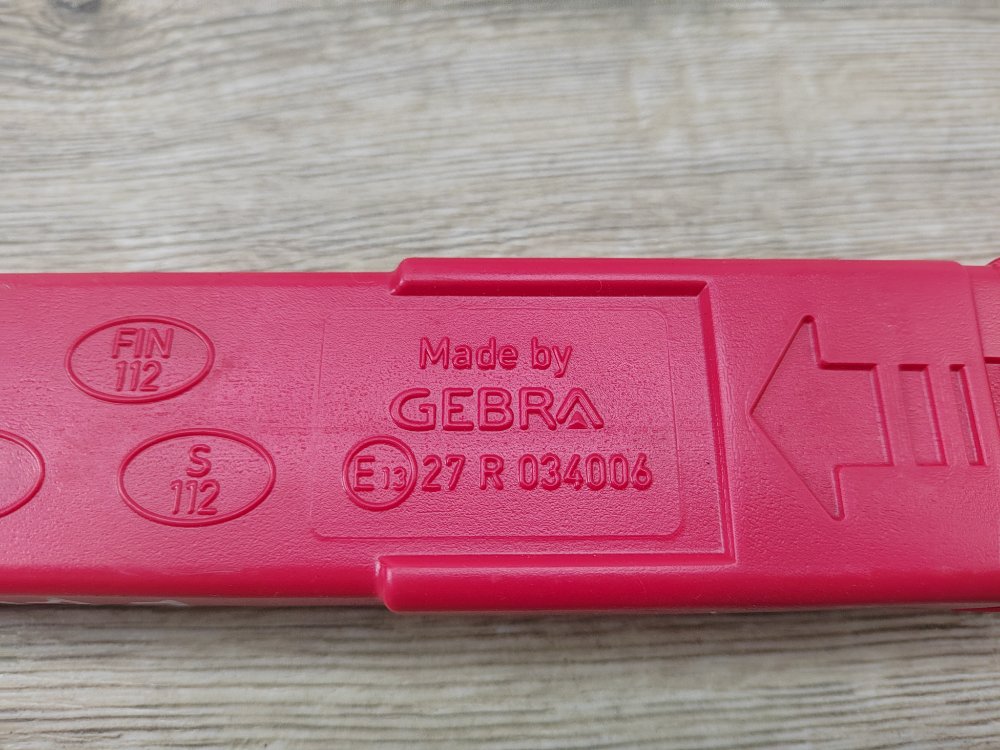 FIN
112
S
112
Made by
GEBRA
E13 27 R 034006